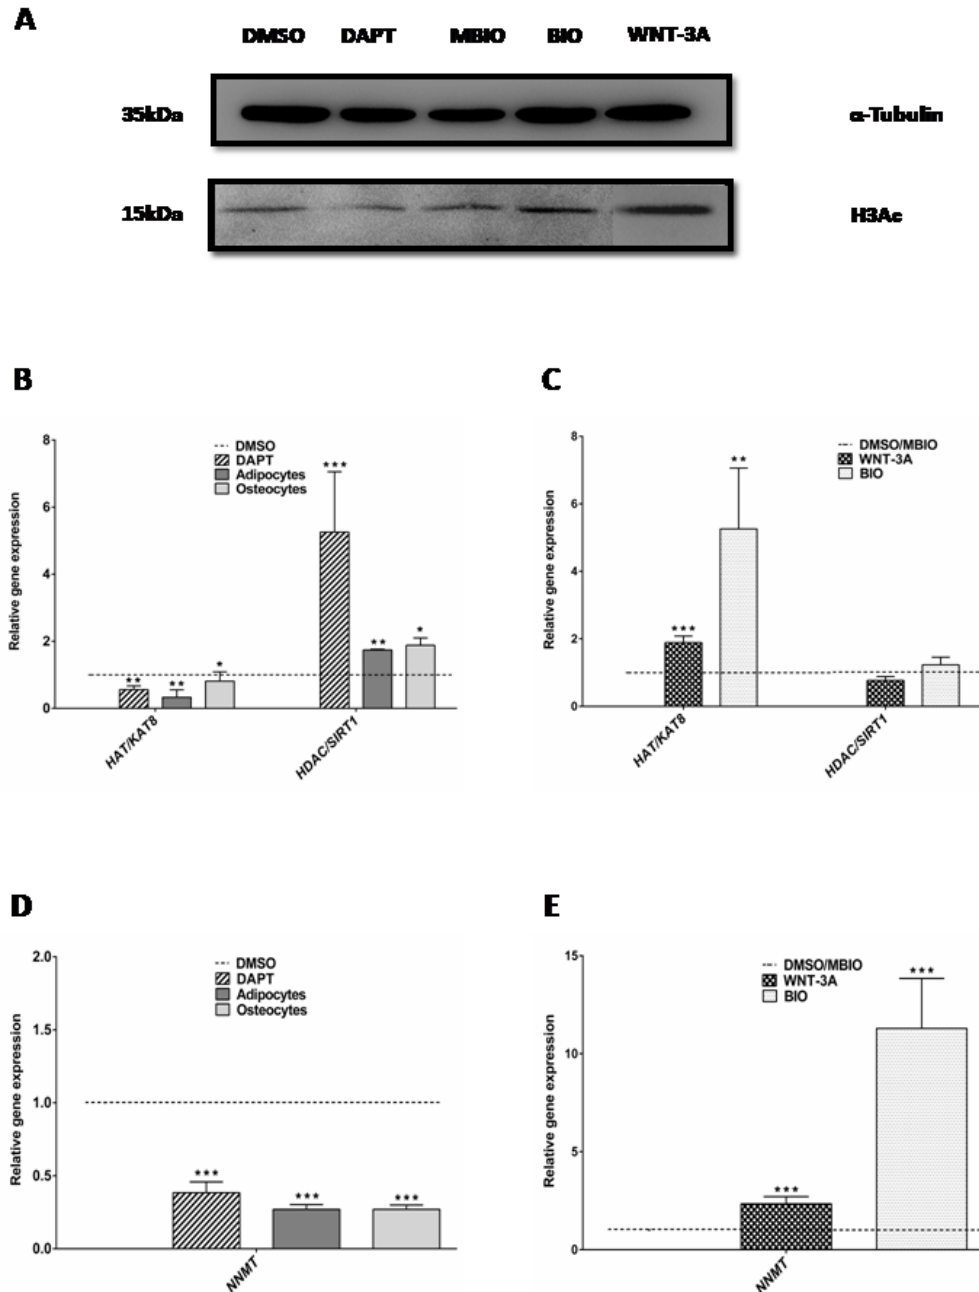 A
DMSO DAPT MBIO BIO WNT-3A
35kDa α-Tubulin
15kDa H3Ac
B
8
6
4
2
0
Relative gene expression
DMSO
DAPT
Adipocytes
Osteocytes
** ** * *** ** *
HAT/KAT8 HDAC/SIRT1
C
8
6
4
2
0
Relative gene expression
DMSO/MBIO
WNT-3A
BIO
*** **
HAT/KAT8 HDAC/SIRT1
D
2.0
1.5
1.0
0.5
0.0
Relative gene expression
DMSO
DAPT
Adipocytes
Osteocytes
*** *** ***
NNMT
E
15
10
5
0
Relative gene expression
DMSO/MBIO
WNT-3A
BIO
*** ***
NNMT